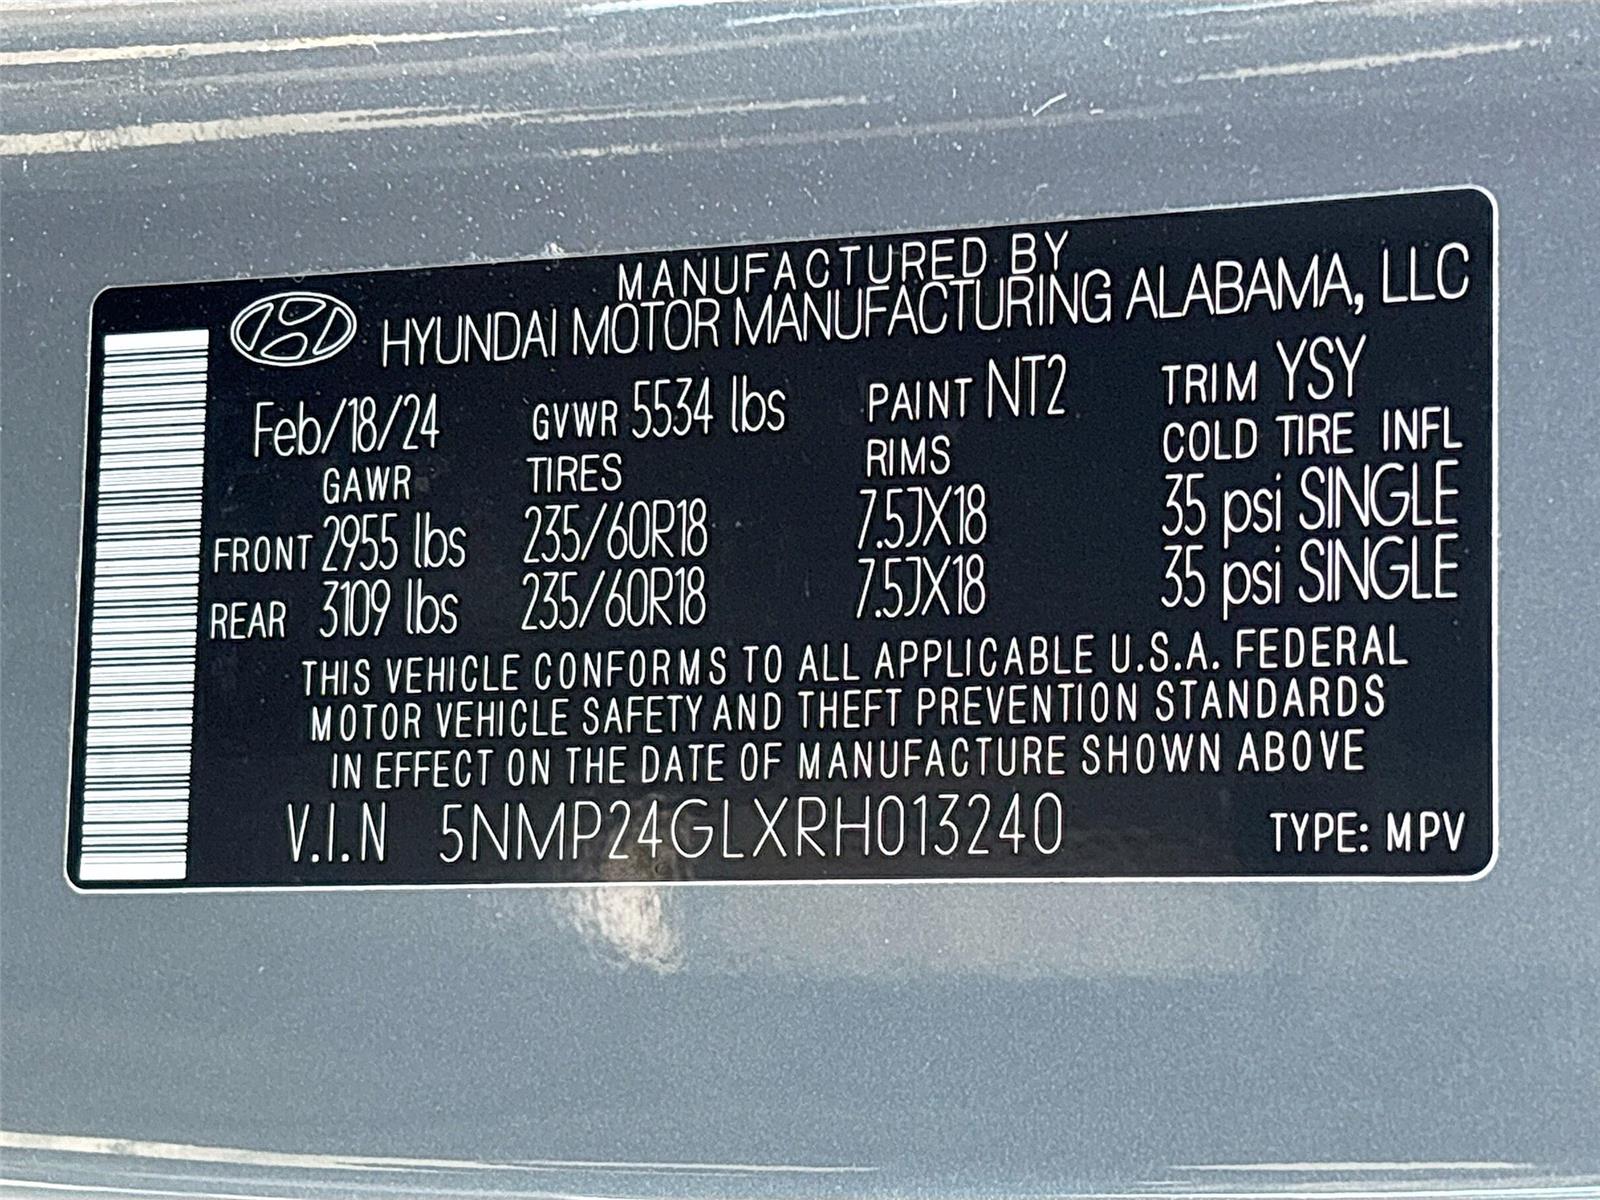 MANUFACTURED BY
HYUNDAI MOTOR MANUFACTURING ALABAMA, LLC
Feb/18/24 GVWR 5534 lbs PAINT NT2 TRIM YSY
GAWR TIRES RIMS COLD TIRE INFL
FRONT 2955 lbs 235/60R18 7.5JX18 35 psi SINGLE
REAR 3109 lbs 235/60R18 7.5JX18 35 psi SINGLE
THIS VEHICLE CONFORMS TO ALL APPLICABLE U.S.A. FEDERAL
MOTOR VEHICLE SAFETY AND THEFT PREVENTION STANDARDS
IN EFFECT ON THE DATE OF MANUFACTURE SHOWN ABOVE
V.I.N 5NMP24GLXRH013240 TYPE: MPV